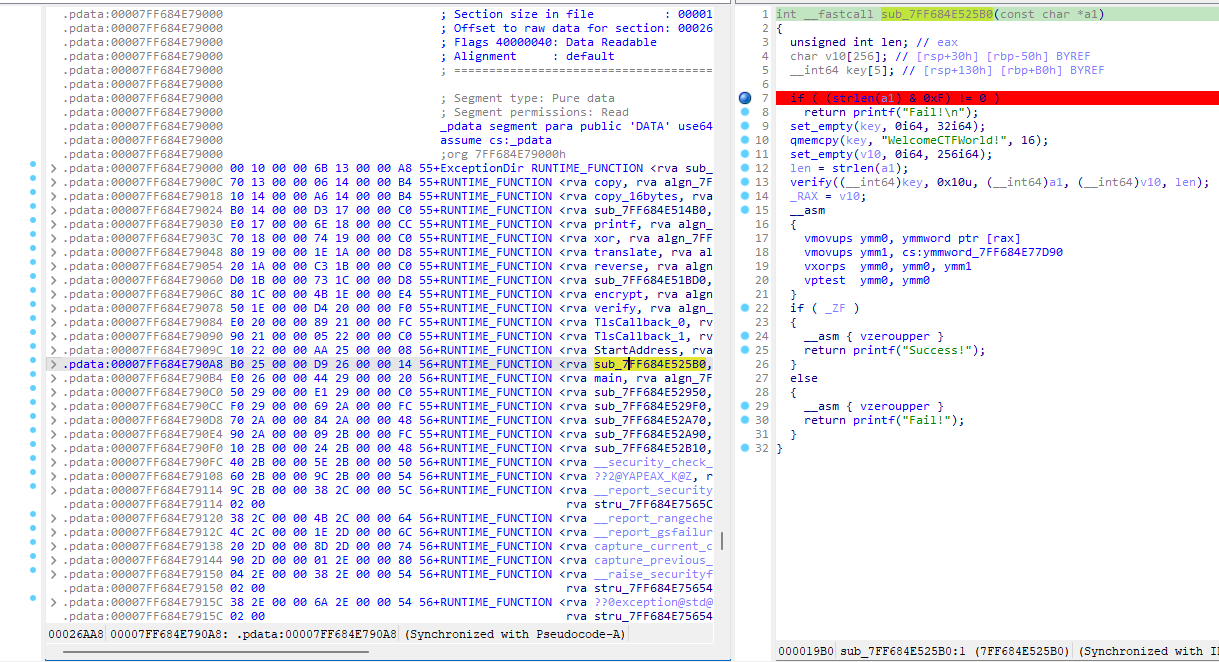 .pdata:00007FF684E79000 ; Section size in file : 00001
.pdata:00007FF684E79000 ; Offset to raw data for section: 00026
.pdata:00007FF684E79000 ; Flags 40000040: Data Readable
.pdata:00007FF684E79000 ; Alignment : default
.pdata:00007FF684E79000 ; =====================================
.pdata:00007FF684E79000
.pdata:00007FF684E79000 ; Segment type: Pure data
.pdata:00007FF684E79000 ; Segment permissions: Read
.pdata:00007FF684E79000 _pdata segment para public 'DATA' use64
.pdata:00007FF684E79000 assume cs:_pdata
.pdata:00007FF684E79000 ;org 7FF684E79000h
.pdata:00007FF684E79000 00 10 00 00 6B 13 00 00 A8 55+ExceptionDir RUNTIME_FUNCTION <rva sub_
.pdata:00007FF684E7900C 70 13 00 00 06 14 00 00 B4 55+RUNTIME_FUNCTION <rva copy, rva algn_7F
.pdata:00007FF684E79018 10 14 00 00 A6 14 00 00 B4 55+RUNTIME_FUNCTION <rva copy_16bytes, rva
.pdata:00007FF684E79024 B0 14 00 00 D3 17 00 00 C0 55+RUNTIME_FUNCTION <rva sub_7FF684E514B0,
.pdata:00007FF684E79030 E0 17 00 00 6E 18 00 00 CC 55+RUNTIME_FUNCTION <rva printf, rva algn_
.pdata:00007FF684E7903C 70 18 00 00 74 19 00 00 C0 55+RUNTIME_FUNCTION <rva xor, rva algn_7FF
.pdata:00007FF684E79048 80 19 00 00 1E 1A 00 00 D8 55+RUNTIME_FUNCTION <rva translate, rva al
.pdata:00007FF684E79054 20 1A 00 00 C3 1B 00 00 C0 55+RUNTIME_FUNCTION <rva reverse, rva algn
.pdata:00007FF684E79060 D0 1B 00 00 73 1C 00 00 D8 55+RUNTIME_FUNCTION <rva sub_7FF684E51BD0,
.pdata:00007FF684E7906C 80 1C 00 00 4B 1E 00 00 E4 55+RUNTIME_FUNCTION <rva encrypt, rva algn
.pdata:00007FF684E79078 50 1E 00 00 D4 20 00 00 F0 55+RUNTIME_FUNCTION <rva verify, rva algn_
.pdata:00007FF684E79084 E0 20 00 00 89 21 00 00 FC 55+RUNTIME_FUNCTION <rva TlsCallback_0, rv
.pdata:00007FF684E79090 90 21 00 00 05 22 00 00 C0 55+RUNTIME_FUNCTION <rva TlsCallback_1, rv
.pdata:00007FF684E7909C 10 22 00 00 AA 25 00 00 08 56+RUNTIME_FUNCTION <rva StartAddress, rva
.pdata:00007FF684E790A8 B0 25 00 00 D9 26 00 00 14 56+RUNTIME_FUNCTION <rva sub_7FF684E525B0,
.pdata:00007FF684E790B4 E0 26 00 00 44 29 00 00 20 56+RUNTIME_FUNCTION <rva main, rva algn_7F
.pdata:00007FF684E790C0 50 29 00 00 E1 29 00 00 C0 55+RUNTIME_FUNCTION <rva sub_7FF684E52950,
.pdata:00007FF684E790CC F0 29 00 00 69 2A 00 00 FC 55+RUNTIME_FUNCTION <rva sub_7FF684E529F0,
.pdata:00007FF684E790D8 70 2A 00 00 84 2A 00 00 48 56+RUNTIME_FUNCTION <rva sub_7FF684E52A70,
.pdata:00007FF684E790E4 90 2A 00 00 09 2B 00 00 FC 55+RUNTIME_FUNCTION <rva sub_7FF684E52A90,
.pdata:00007FF684E790F0 10 2B 00 00 24 2B 00 00 48 56+RUNTIME_FUNCTION <rva sub_7FF684E52B10,
.pdata:00007FF684E790FC 40 2B 00 00 5E 2B 00 00 50 56+RUNTIME_FUNCTION <rva __security_check_
.pdata:00007FF684E79108 60 2B 00 00 9C 2B 00 00 54 56+RUNTIME_FUNCTION <rva ??2@YAPEAX_K@Z, r
.pdata:00007FF684E79114 9C 2B 00 00 38 2C 00 00 5C 56+RUNTIME_FUNCTION <rva __report_security
.pdata:00007FF684E79114 02 00 rva stru_7FF684E7565C
.pdata:00007FF684E79120 38 2C 00 00 4B 2C 00 00 64 56+RUNTIME_FUNCTION <rva __report_rangeche
.pdata:00007FF684E7912C 4C 2C 00 00 1E 2D 00 00 6C 56+RUNTIME_FUNCTION <rva __report_gsfailur
.pdata:00007FF684E79138 20 2D 00 00 8D 2D 00 00 74 56+RUNTIME_FUNCTION <rva capture_current_c
.pdata:00007FF684E79144 90 2D 00 00 01 2E 00 00 80 56+RUNTIME_FUNCTION <rva capture_previous_
.pdata:00007FF684E79150 04 2E 00 00 38 2E 00 00 54 56+RUNTIME_FUNCTION <rva __raise_securityf
.pdata:00007FF684E79150 02 00 rva stru_7FF684E75654
.pdata:00007FF684E7915C 38 2E 00 00 6A 2E 00 00 54 56+RUNTIME_FUNCTION <rva ??0exception@std@
.pdata:00007FF684E7915C 02 00 rva stru_7FF684E75654
00026AA8 00007FF684E790A8: .pdata:00007FF684E790A8 (Synchronized with Pseudocode-A)
1 int __fastcall sub_7FF684E525B0(const char *a1)
2 {
3 unsigned int len; // eax
4 char v10[256]; // [rsp+30h] [rbp-50h] BYREF
5 __int64 key[5]; // [rsp+130h] [rbp+B0h] BYREF
6
7 if ( (strlen(a1) & 0xF) != 0 )
8 return printf("Fail!\n");
9 set_empty(key, 0i64, 32i64);
10 qmemcpy(key, "WelcomeCTFWorld!", 16);
11 set_empty(v10, 0i64, 256i64);
12 len = strlen(a1);
13 verify((__int64)key, 0x10u, (__int64)a1, (__int64)v10, len);
14 _RAX = v10;
15 __asm
16 {
17 vmovups ymm0, ymmword ptr [rax]
18 vmovups ymm1, cs:ymmword_7FF684E77D90
19 vxorps ymm0, ymm0, ymm1
20 vptest ymm0, ymm0
21 }
22 if ( _ZF )
23 {
24 __asm { vzeroupper }
25 return printf("Success!");
26 }
27 else
28 {
29 __asm { vzeroupper }
30 return printf("Fail!");
31 }
32 }
000019B0 sub_7FF684E525B0:1 (7FF684E525B0) (Synchronized with I